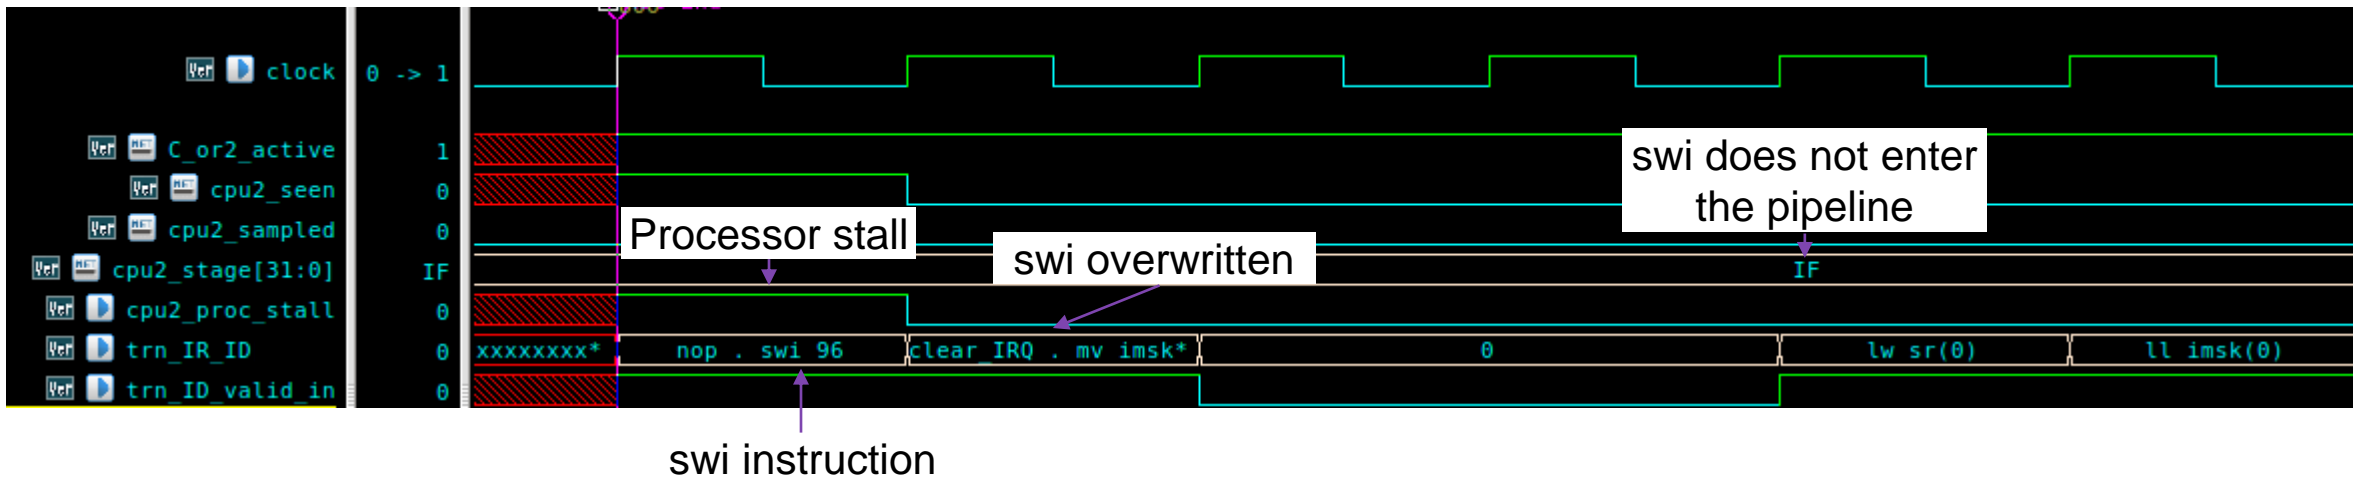 clock 0 -> 1
C_or2_active 1
cpu2_seen 0
cpu2_sampled 0
cpu2_stage[31:0] IF IF
cpu2_proc_stall 0
trn_IR_ID 0 xxxxxxxx* nop . swi 96 clear_IRQ . mv imsk* 0 lw sr(0) ll imsk(0)
trn_ID_valid_in 0
Processor stall
swi overwritten
swi does not enter
the pipeline
swi instruction